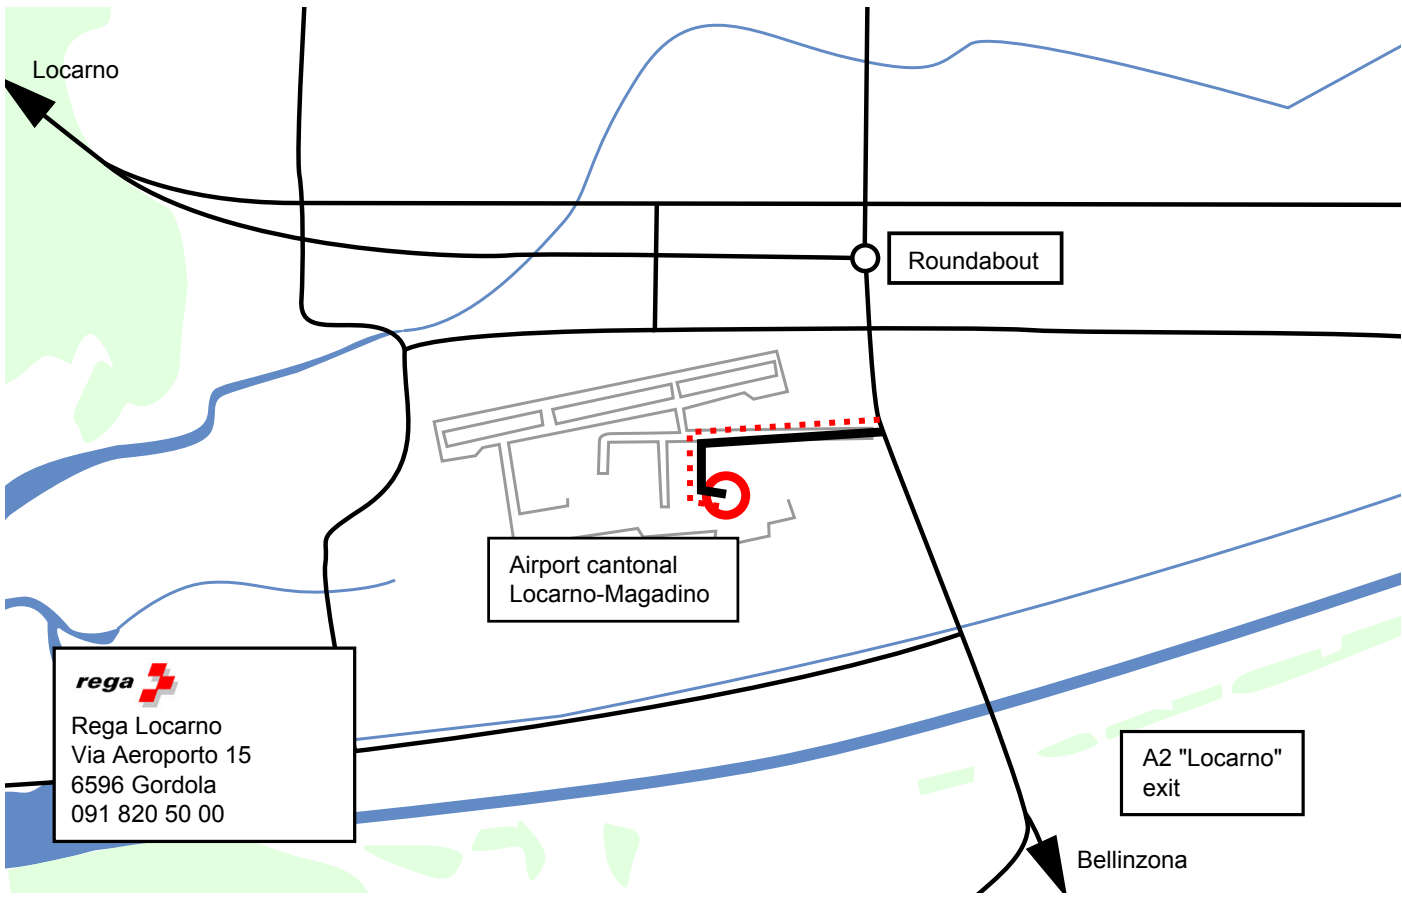 Locarno
Roundabout
Airport cantonal
Locarno-Magadino
rega
Rega Locarno
Via Aeroporto 15
6596 Gordola
091 820 50 00
A2 "Locarno"
exit
Bellinzona